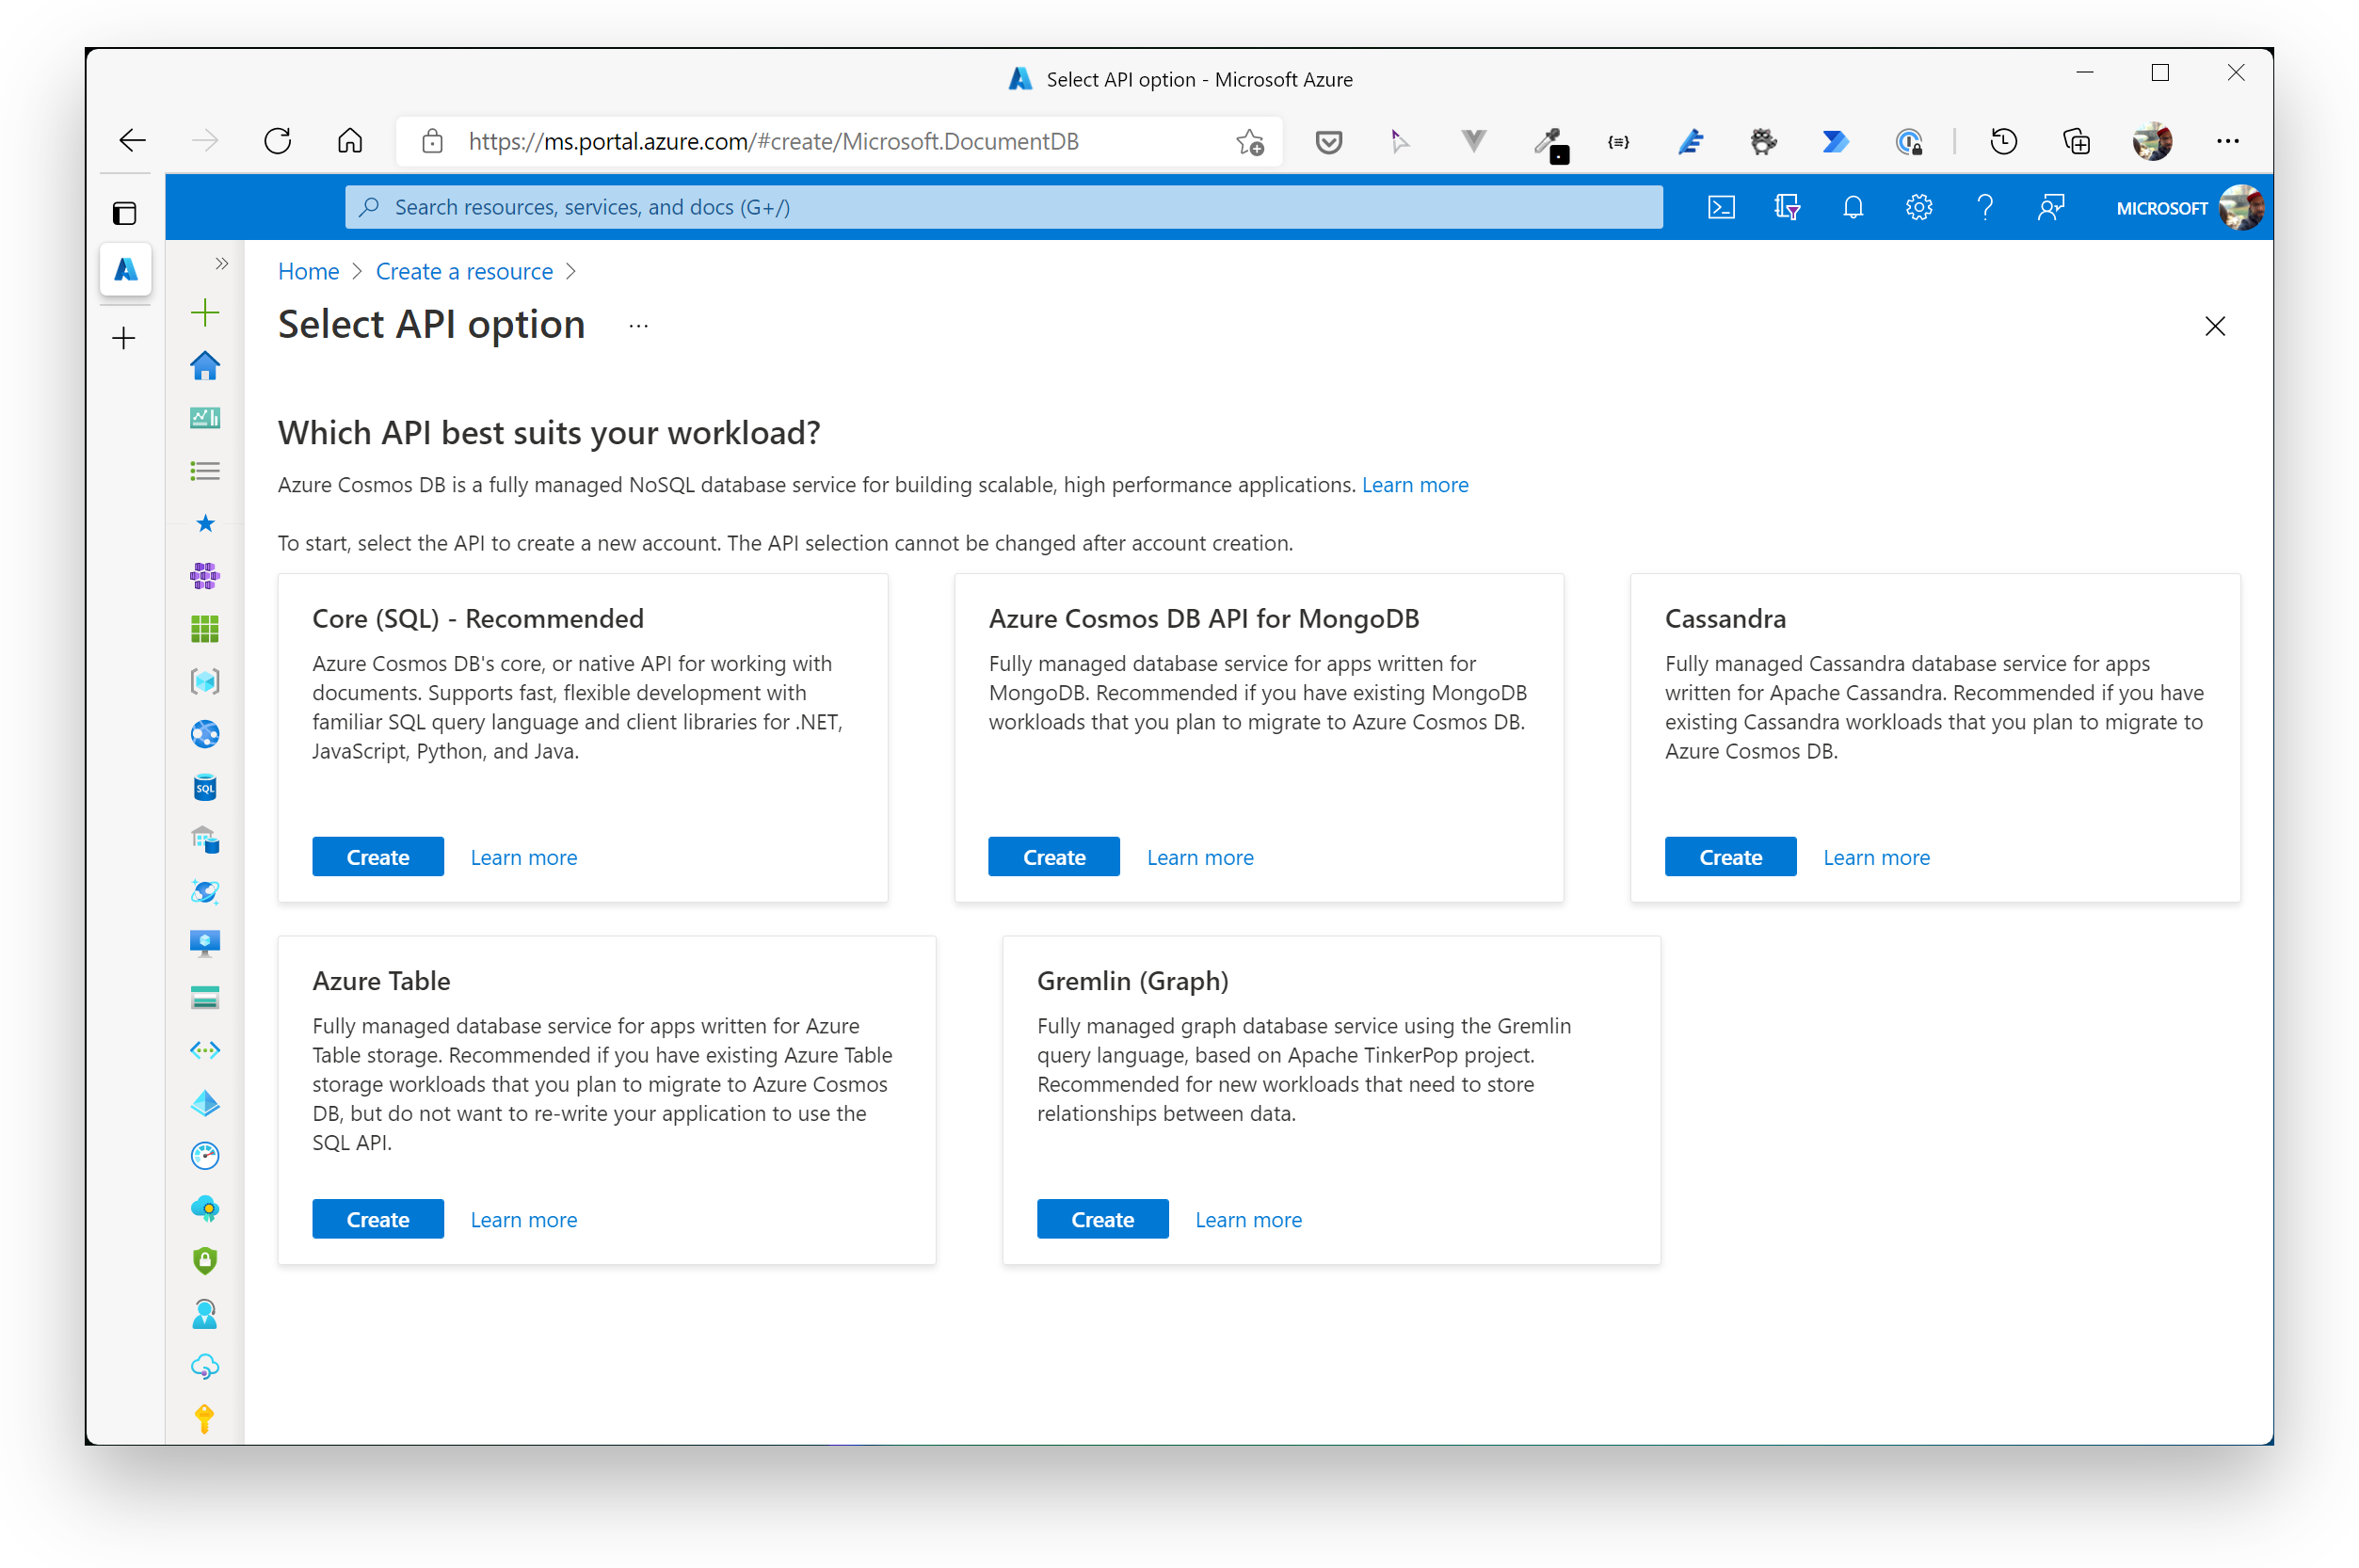 Select API option - Microsoft Azure
https://ms.portal.azure.com/#create/Microsoft.DocumentDB
Search resources, services, and docs (G+/)
MICROSOFT
Home > Create a resource >
Select API option ...
Which API best suits your workload?
Azure Cosmos DB is a fully managed NoSQL database service for building scalable, high performance applications. Learn more
To start, select the API to create a new account. The API selection cannot be changed after account creation.
Core (SQL) - Recommended
Azure Cosmos DB's core, or native API for working with
documents. Supports fast, flexible development with
familiar SQL query language and client libraries for .NET,
JavaScript, Python, and Java.
Create Learn more
Azure Cosmos DB API for MongoDB
Fully managed database service for apps written for
MongoDB. Recommended if you have existing MongoDB
workloads that you plan to migrate to Azure Cosmos DB.
Create Learn more
Cassandra
Fully managed Cassandra database service for apps
written for Apache Cassandra. Recommended if you have
existing Cassandra workloads that you plan to migrate to
Azure Cosmos DB.
Create Learn more
Azure Table
Fully managed database service for apps written for Azure
Table storage. Recommended if you have existing Azure Table
storage workloads that you plan to migrate to Azure Cosmos
DB, but do not want to re-write your application to use the
SQL API.
Create Learn more
Gremlin (Graph)
Fully managed graph database service using the Gremlin
query language, based on Apache TinkerPop project.
Recommended for new workloads that need to store
relationships between data.
Create Learn more
SQL